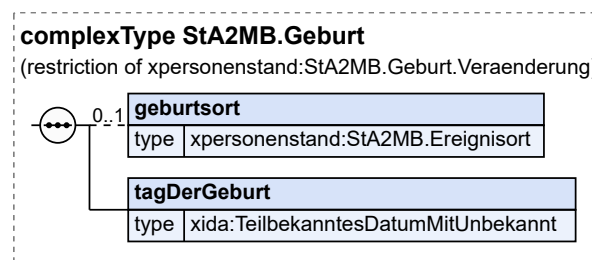 complexType StA2MB.Geburt
(restriction of xpersonenstand:StA2MB.Geburt.Veraenderung)
0..1 geburtsort
type xpersonenstand:StA2MB.Ereignisort
tagDerGeburt
type xida:TeilbekanntesDatumMitUnbekannt